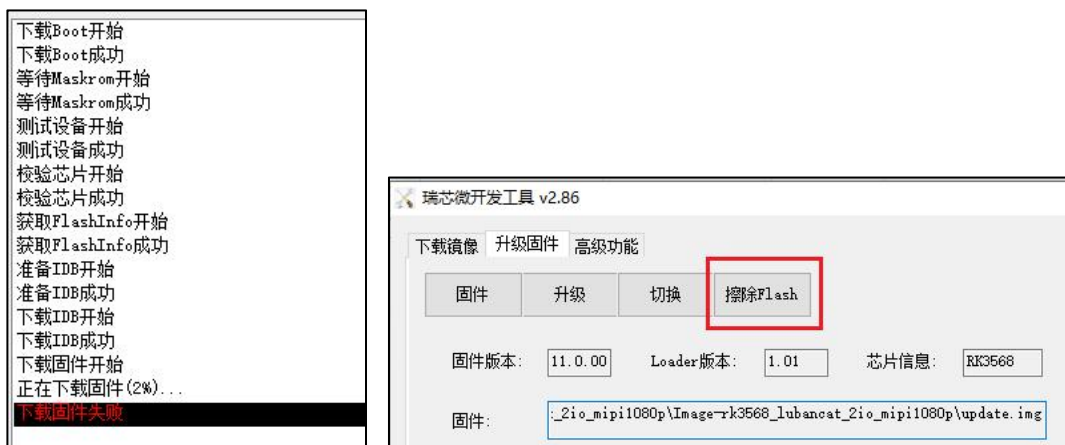 下载Boot开始
下载Boot成功
等待Maskrom开始
等待Maskrom成功
测试设备开始
测试设备成功
校验芯片开始
校验芯片成功
获取FlashInfo开始
获取FlashInfo成功
准备IDB开始
准备IDB成功
下载IDB开始
下载IDB成功
下载固件开始
正在下载固件(2%)...
下载固件失败
瑞芯微开发工具 v2.86
下载镜像 升级固件 高级功能
固件 升级 切换 擦除Flash
固件版本: 11.0.00 Loader版本: 1.01 芯片信息: RK3568
固件: :_2io_mipi1080p\Image-rk3568_lubancat_2io_mipi1080p\update.img